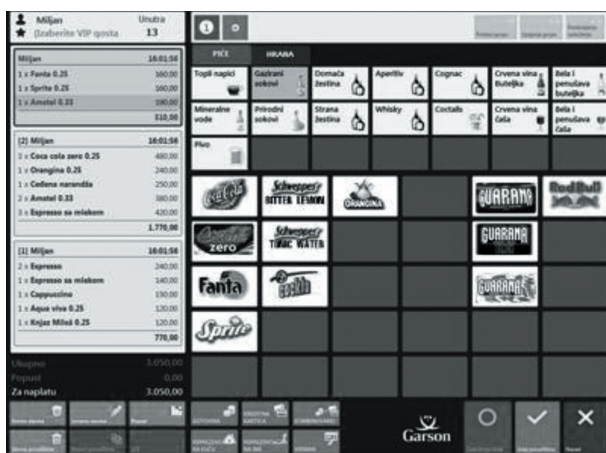 Miljan
Unutra
(Izaberite VIP gosta
13
1
PIĆE
HRANA
Miljan
16:01:56
1 x Fanta 0.25
160,00
1 x Sprite 0.25
160,00
1 x Amstel 0.33
190,00
510,00
[2] Miljan
16:01:56
3 x Coca cola zero 0.25
480,00
1 x Orangina 0.25
240,00
1 x Ceđena narandža
250,00
2 x Amstel 0.33
380,00
3 x Espresso sa mlekom
420,00
1.770,00
[1] Miljan
16:01:56
2 x Espresso
240,00
1 x Espresso sa mlekom
140,00
1 x Cappuccino
150,00
1 x Aqua viva 0.25
120,00
1 x Knjaz Miloš 0.25
120,00
770,00
Ukupno
3.050,00
Popust
0,00
Za naplatu
3.050,00
Topli napici
Gazirani sokovi
Domaća žestina
Aperitiv
Cognac
Crvena vina Buteljka
Bela i penušava buteljka
Mineralne vode
Prirodni sokovi
Strana žestina
Whisky
Coctails
Crvena vina čaša
Bela i penušava čaša
Pivo
Coca-Cola
Schweppes BITTER LEMON
ORANGINA
GUARANA
Red Bull
zero
Schweppes TONIC WATER
GUARANA
Fanta
cockta
GUARANA
Sprite
Garson